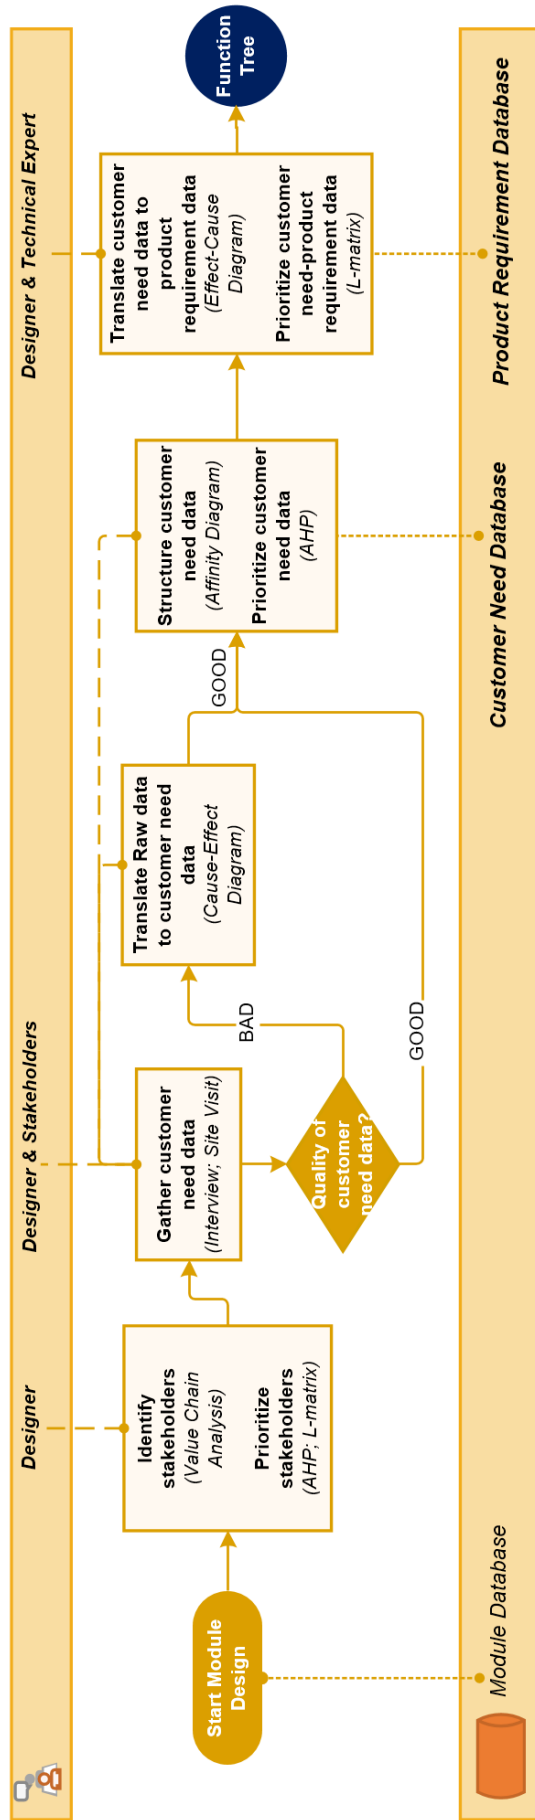 Designer
Designer & Stakeholders
Designer & Technical Expert
Start Module
Design
Identify
stakeholders
(Value Chain
Analysis)
Prioritize
stakeholders
(AHP; L-matrix)
Gather customer
need data
(Interview; Site Visit)
Quality of
customer
need data?
BAD
GOOD
Translate Raw data
to customer need
data
(Cause-Effect
Diagram)
GOOD
Structure customer
need data
(Affinity Diagram)
Prioritize customer
need data
(AHP)
Translate customer
need data to
product
requirement data
(Effect-Cause
Diagram)
Prioritize customer
need-product
requirement data
(L-matrix)
Function
Tree
Module Database
Customer Need Database
Product Requirement Database